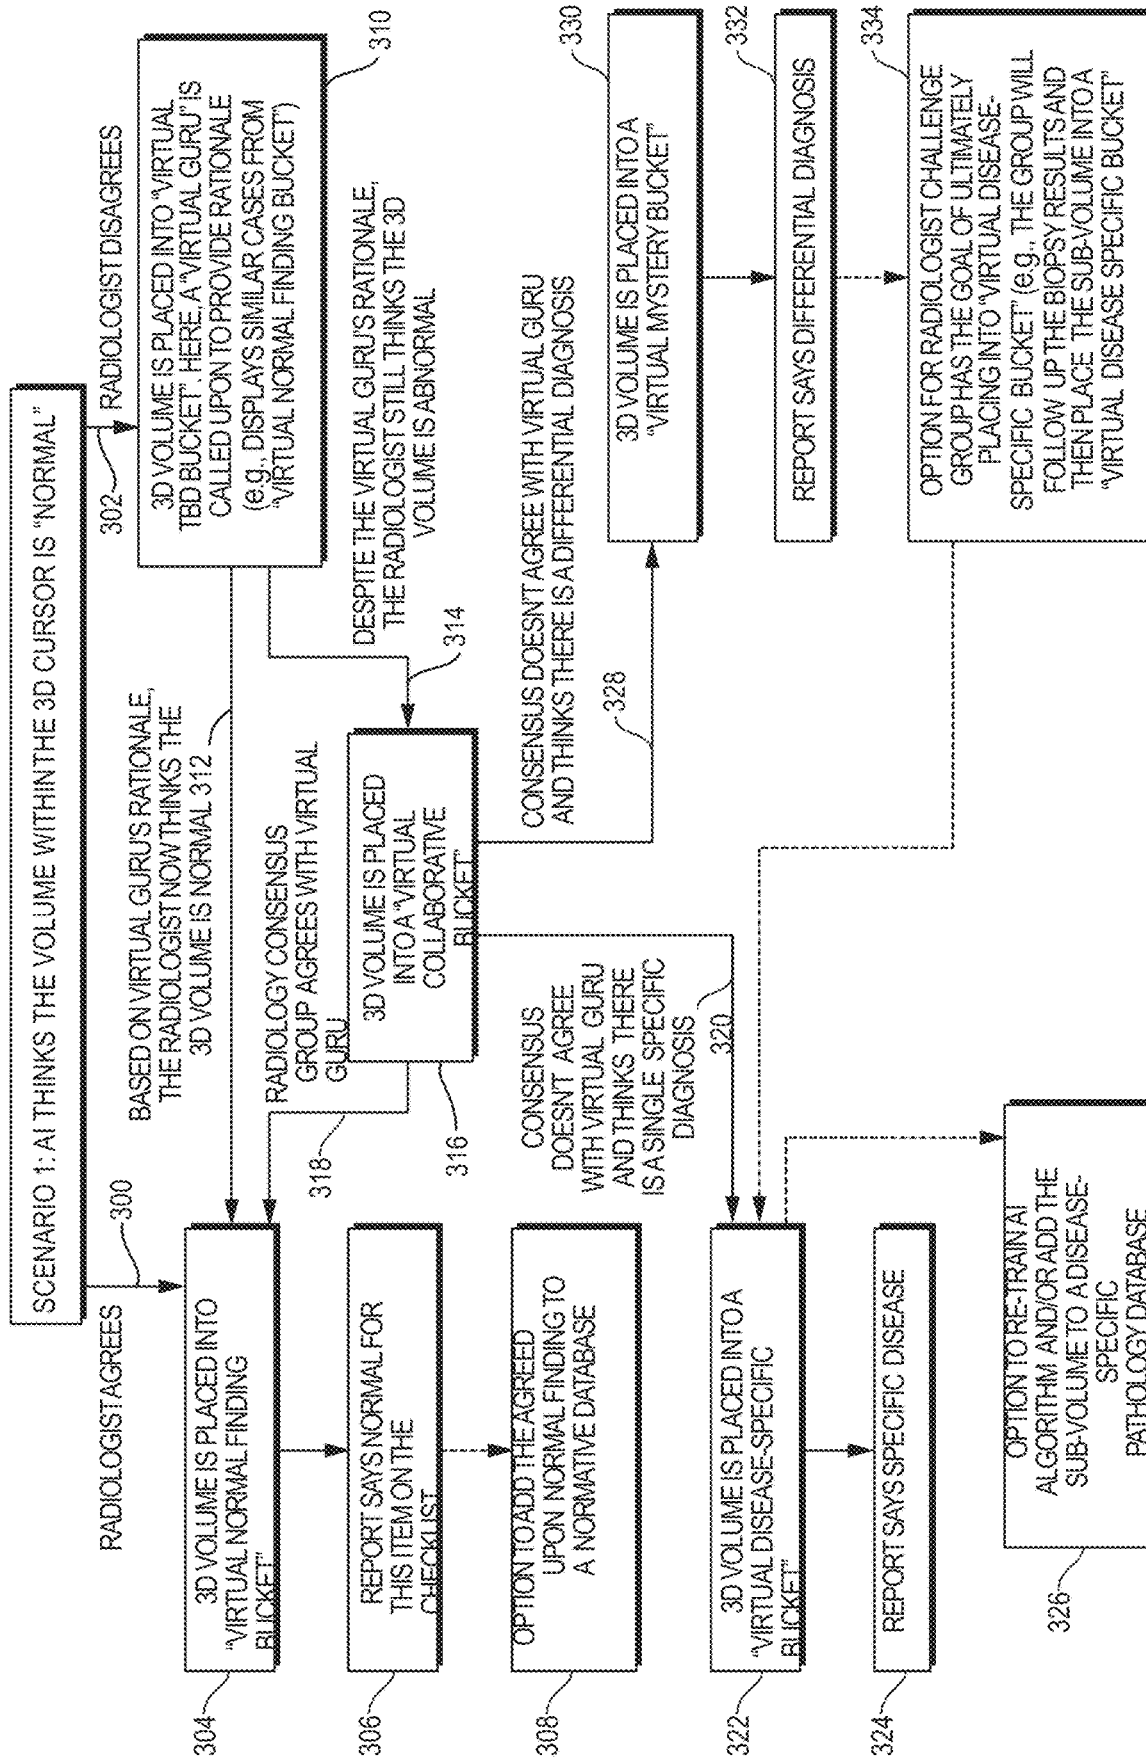 SCENARIO 1: AI THINKS THE VOLUME WITHIN THE 3D CURSOR IS "NORMAL"
RADIOLOGIST AGREES
300
302
RADIOLOGIST DISAGREES
304
3D VOLUME IS PLACED INTO
"VIRTUAL NORMAL FINDING
BUCKET"
BASED ON VIRTUAL GURU'S RATIONALE,
THE RADIOLOGIST NOW THINKS THE
3D VOLUME IS NORMAL 312
3D VOLUME IS PLACED INTO "VIRTUAL
TBD BUCKET". HERE, A "VIRTUAL GURU" IS
CALLED UPON TO PROVIDE RATIONALE
(e.g., DISPLAYS SIMILAR CASES FROM
"VIRTUAL NORMAL FINDING BUCKET")
310
306
REPORT SAYS NORMAL FOR
THIS ITEM ON THE
CHECKLIST
318
RADIOLOGY CONSENSUS
GROUP AGREES WITH VIRTUAL
GURU
DESPITE THE VIRTUAL GURU'S RATIONALE,
THE RADIOLOGIST STILL THINKS THE 3D
VOLUME IS ABNORMAL
314
316
3D VOLUME IS PLACED
INTO A "VIRTUAL
COLLABORATIVE
BUCKET"
308
OPTION TO ADD THE AGREED
UPON NORMAL FINDING TO
A NORMATIVE DATABASE
CONSENSUS
DOESN'T AGREE
WITH VIRTUAL GURU
AND THINKS THERE
IS A SINGLE SPECIFIC
DIAGNOSIS
320
CONSENSUS DOESN'T AGREE WITH VIRTUAL GURU
AND THINKS THERE IS A DIFFERENTIAL DIAGNOSIS
328
3D VOLUME IS PLACED INTO A
"VIRTUAL MYSTERY BUCKET"
330
322
3D VOLUME IS PLACED INTO A
"VIRTUAL DISEASE-SPECIFIC
BUCKET"
REPORT SAYS DIFFERENTIAL DIAGNOSIS
332
324
REPORT SAYS SPECIFIC DISEASE
OPTION FOR RADIOLOGIST CHALLENGE
GROUP HAS THE GOAL OF ULTIMATELY
PLACING INTO "VIRTUAL DISEASE-
SPECIFIC BUCKET" (e.g., THE GROUP WILL
FOLLOW UP THE BIOPSY RESULTS AND
THEN PLACE THE SUB-VOLUME INTO A
"VIRTUAL DISEASE SPECIFIC BUCKET"
334
326
OPTION TO RE-TRAIN AI
ALGORITHM AND/OR ADD THE
SUB-VOLUME TO A DISEASE-
SPECIFIC
PATHOLOGY DATABASE